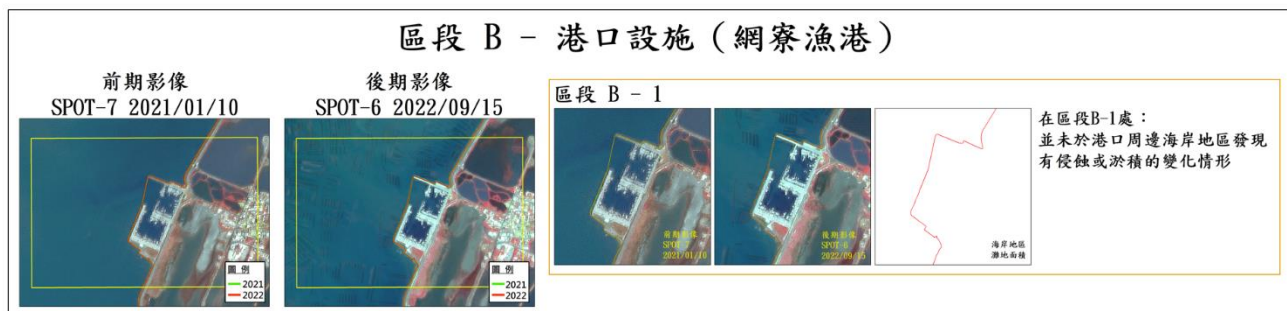 區段 B - 港口設施（網寮漁港）
前期影像
SPOT-7 2021/01/10
後期影像
SPOT-6 2022/09/15
圖 例
2021
2022
圖 例
2021
2022
區段 B - 1
前期影像
SPOT-7
2021/01/10
後期影像
SPOT-6
2022/09/15
海岸地區
灘地面積
在區段B-1處：
並未於港口周邊海岸地區發現
有侵蝕或淤積的變化情形